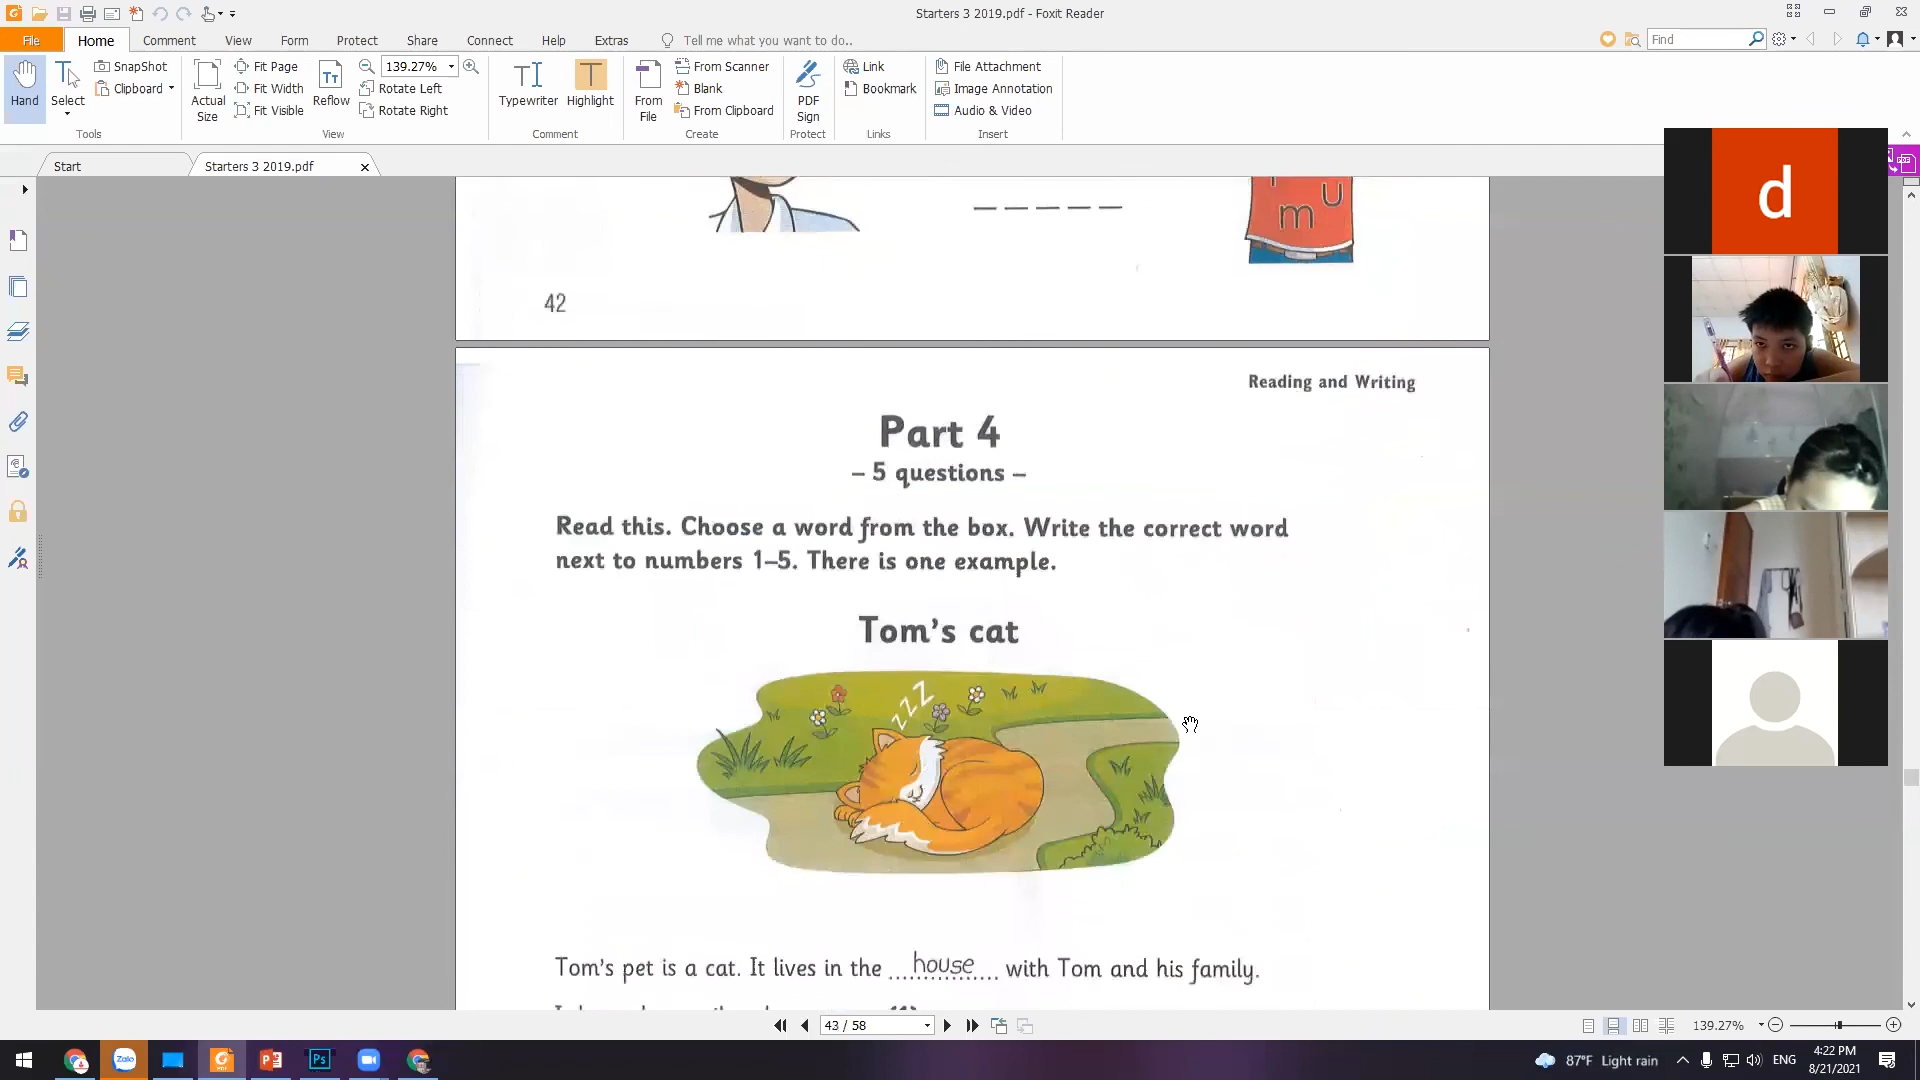 Starters 3 2019.pdf - Foxit Reader
File Home Comment View Form Protect Share Connect Help Extras Tell me what you want to do.. Find
Hand
Select
SnapShot
Clipboard
Tools
Actual Size
Fit Page
Fit Width
Fit Visible
Reflow
139.27%
Rotate Left
Rotate Right
View
Typewriter
Highlight
Comment
From File
From Scanner
Blank
From Clipboard
Create
PDF Sign
Protect
Link
Bookmark
Links
File Attachment
Image Annotation
Audio & Video
Insert
Start
Starters 3 2019.pdf
m u
42
d
Reading and Writing
Part 4
– 5 questions –
Read this. Choose a word from the box. Write the correct word
next to numbers 1–5. There is one example.
Tom's cat
zzZ
Tom's pet is a cat. It lives in the house with Tom and his family.
43 / 58
139.27%
87°F Light rain
ENG
4:22 PM
8/21/2021